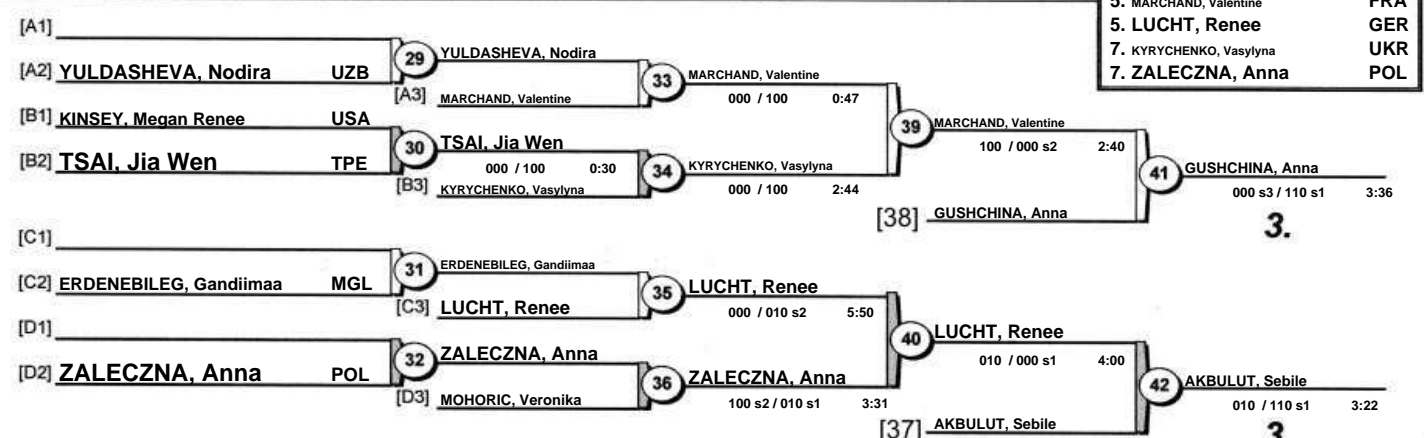 5. MARCHAND, Valentine FRA
5. LUCHT, Renee GER
7. KYRYCHENKO, Vasylyna UKR
7. ZALECZNA, Anna POL
[A1]
[A2] YULDASHEVA, Nodira UZB
29
YULDASHEVA, Nodira
[A3] MARCHAND, Valentine
33
MARCHAND, Valentine
000 / 100 0:47
[B1] KINSEY, Megan Renee USA
[B2] TSAI, Jia Wen TPE
30
TSAI, Jia Wen
000 / 100 0:30
[B3] KYRYCHENKO, Vasylyna
34
KYRYCHENKO, Vasylyna
000 / 100 2:44
39
MARCHAND, Valentine
100 / 000 s2 2:40
[38] GUSHCHINA, Anna
41
GUSHCHINA, Anna
000 s3 / 110 s1 3:36
3.
[C1]
[C2] ERDENEBILEG, Gandiimaa MGL
31
ERDENEBILEG, Gandiimaa
[C3] LUCHT, Renee
35
LUCHT, Renee
000 / 010 s2 5:50
[D1]
[D2] ZALECZNA, Anna POL
32
ZALECZNA, Anna
[D3] MOHORIC, Veronika
36
ZALECZNA, Anna
100 s2 / 010 s1 3:31
40
LUCHT, Renee
010 / 000 s1 4:00
[37] AKBULUT, Sebile
42
AKBULUT, Sebile
010 / 110 s1 3:22
3